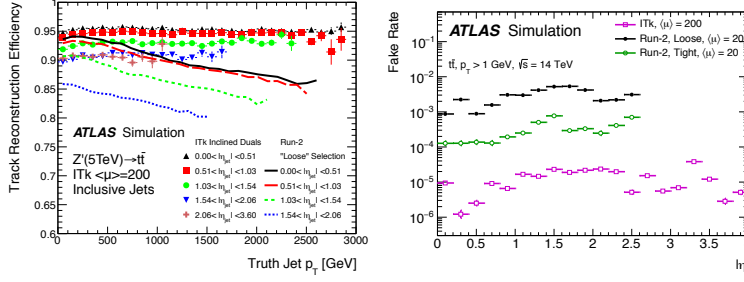 Track Reconstruction Efficiency
1
0.95
0.9
0.85
0.8
0.75
0.7
0.65
0.6
ATLAS Simulation
Z'(5TeV)→tt̄
ITk <μ>=200
Inclusive Jets
ITk Inclined Duals
0.00<|η_jet|<0.51
0.51<|η_jet|<1.03
1.03<|η_jet|<1.54
1.54<|η_jet|<2.06
2.06<|η_jet|<3.60
Run-2
"Loose" Selection
0.00<|η_jet|<0.51
0.51<|η_jet|<1.03
1.03<|η_jet|<1.54
1.54<|η_jet|<2.06
0 500 1000 1500 2000 2500 3000
Truth Jet p_T [GeV]
Fake Rate
ATLAS Simulation
tt̄, p_T > 1 GeV, √s = 14 TeV
ITk, ⟨μ⟩ = 200
Run-2, Loose, ⟨μ⟩ = 20
Run-2, Tight, ⟨μ⟩ = 20
10⁻¹
10⁻²
10⁻³
10⁻⁴
10⁻⁵
10⁻⁶
0 0.5 1 1.5 2 2.5 3 3.5